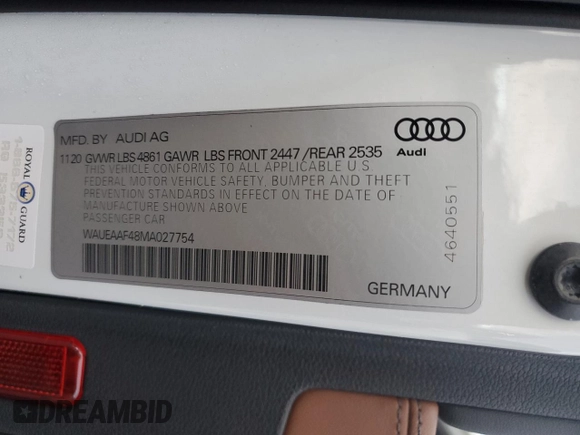 MFD. BY AUDI AG
1120 GVWR LBS 4861 GAWR LBS FRONT 2447 / REAR 2535
THIS VEHICLE CONFORMS TO ALL APPLICABLE U.S.
FEDERAL MOTOR VEHICLE SAFETY, BUMPER AND THEFT
PREVENTION STANDARDS IN EFFECT ON THE DATE OF
MANUFACTURE SHOWN ABOVE.
PASSENGER CAR
WAUEAAF48MA027754
Audi
4640551
GERMANY
ROYAL GUARD
DREAMBID